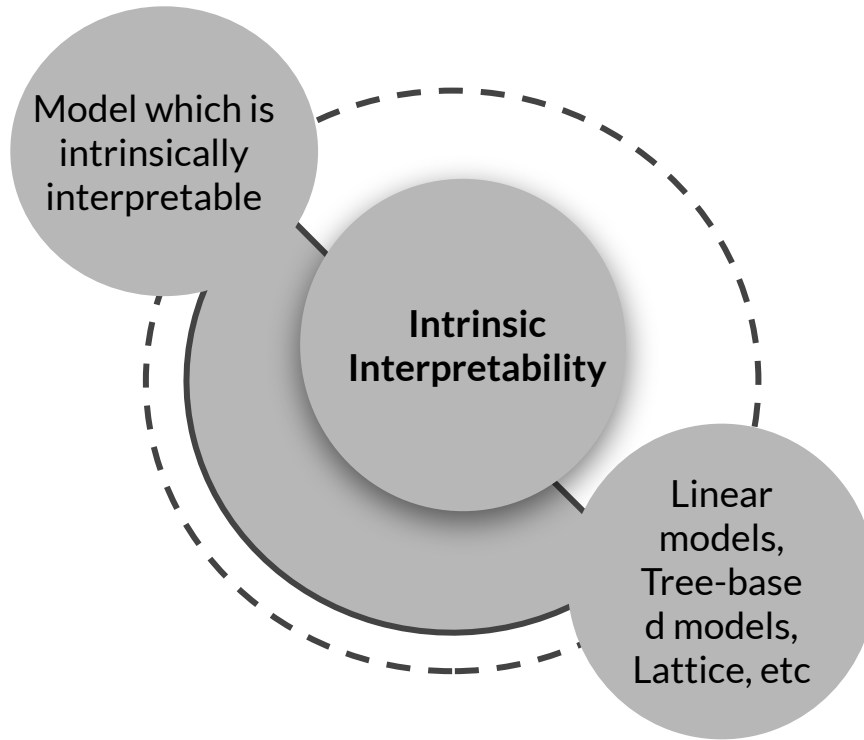 Model which is
intrinsically
interpretable
Intrinsic
Interpretability
Linear
models,
Tree-base
d models,
Lattice, etc